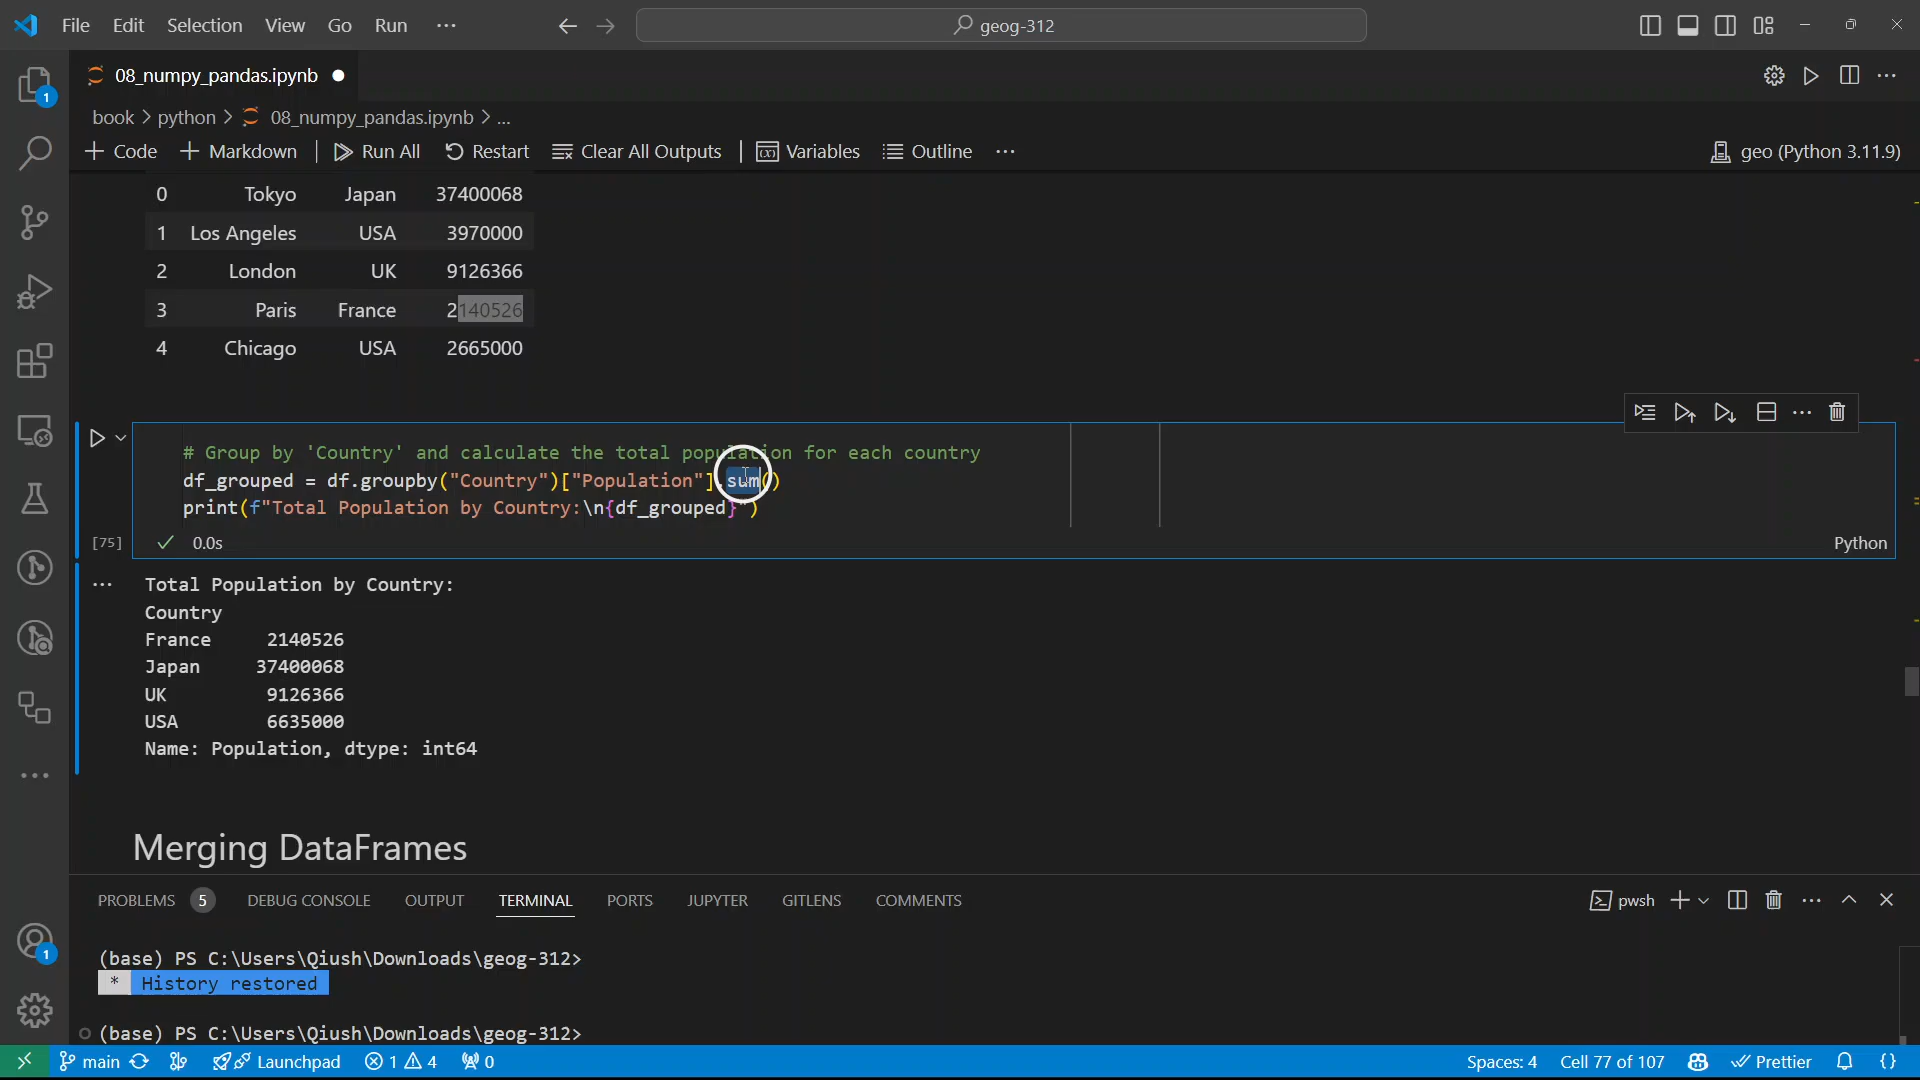 File Edit Selection View Go Run ··· geog-312
08_numpy_pandas.ipynb
book > python > 08_numpy_pandas.ipynb > ...
Code Markdown Run All Restart Clear All Outputs Variables Outline ··· geo (Python 3.11.9)
0 Tokyo Japan 37400068
1 Los Angeles USA 3970000
2 London UK 9126366
3 Paris France 2140526
4 Chicago USA 2665000
# Group by 'Country' and calculate the total population for each country
df_grouped = df.groupby("Country")["Population"].sum()
print(f"Total Population by Country:\n{df_grouped}")
[75] 0.0s Python
Total Population by Country:
Country
France 2140526
Japan 37400068
UK 9126366
USA 6635000
Name: Population, dtype: int64
Merging DataFrames
PROBLEMS 5 DEBUG CONSOLE OUTPUT TERMINAL PORTS JUPYTER GITLENS COMMENTS pwsh
(base) PS C:\Users\Qiush\Downloads\geog-312>
* History restored
(base) PS C:\Users\Qiush\Downloads\geog-312>
main Launchpad 1 4 0 Spaces: 4 Cell 77 of 107 Prettier {}
1
1